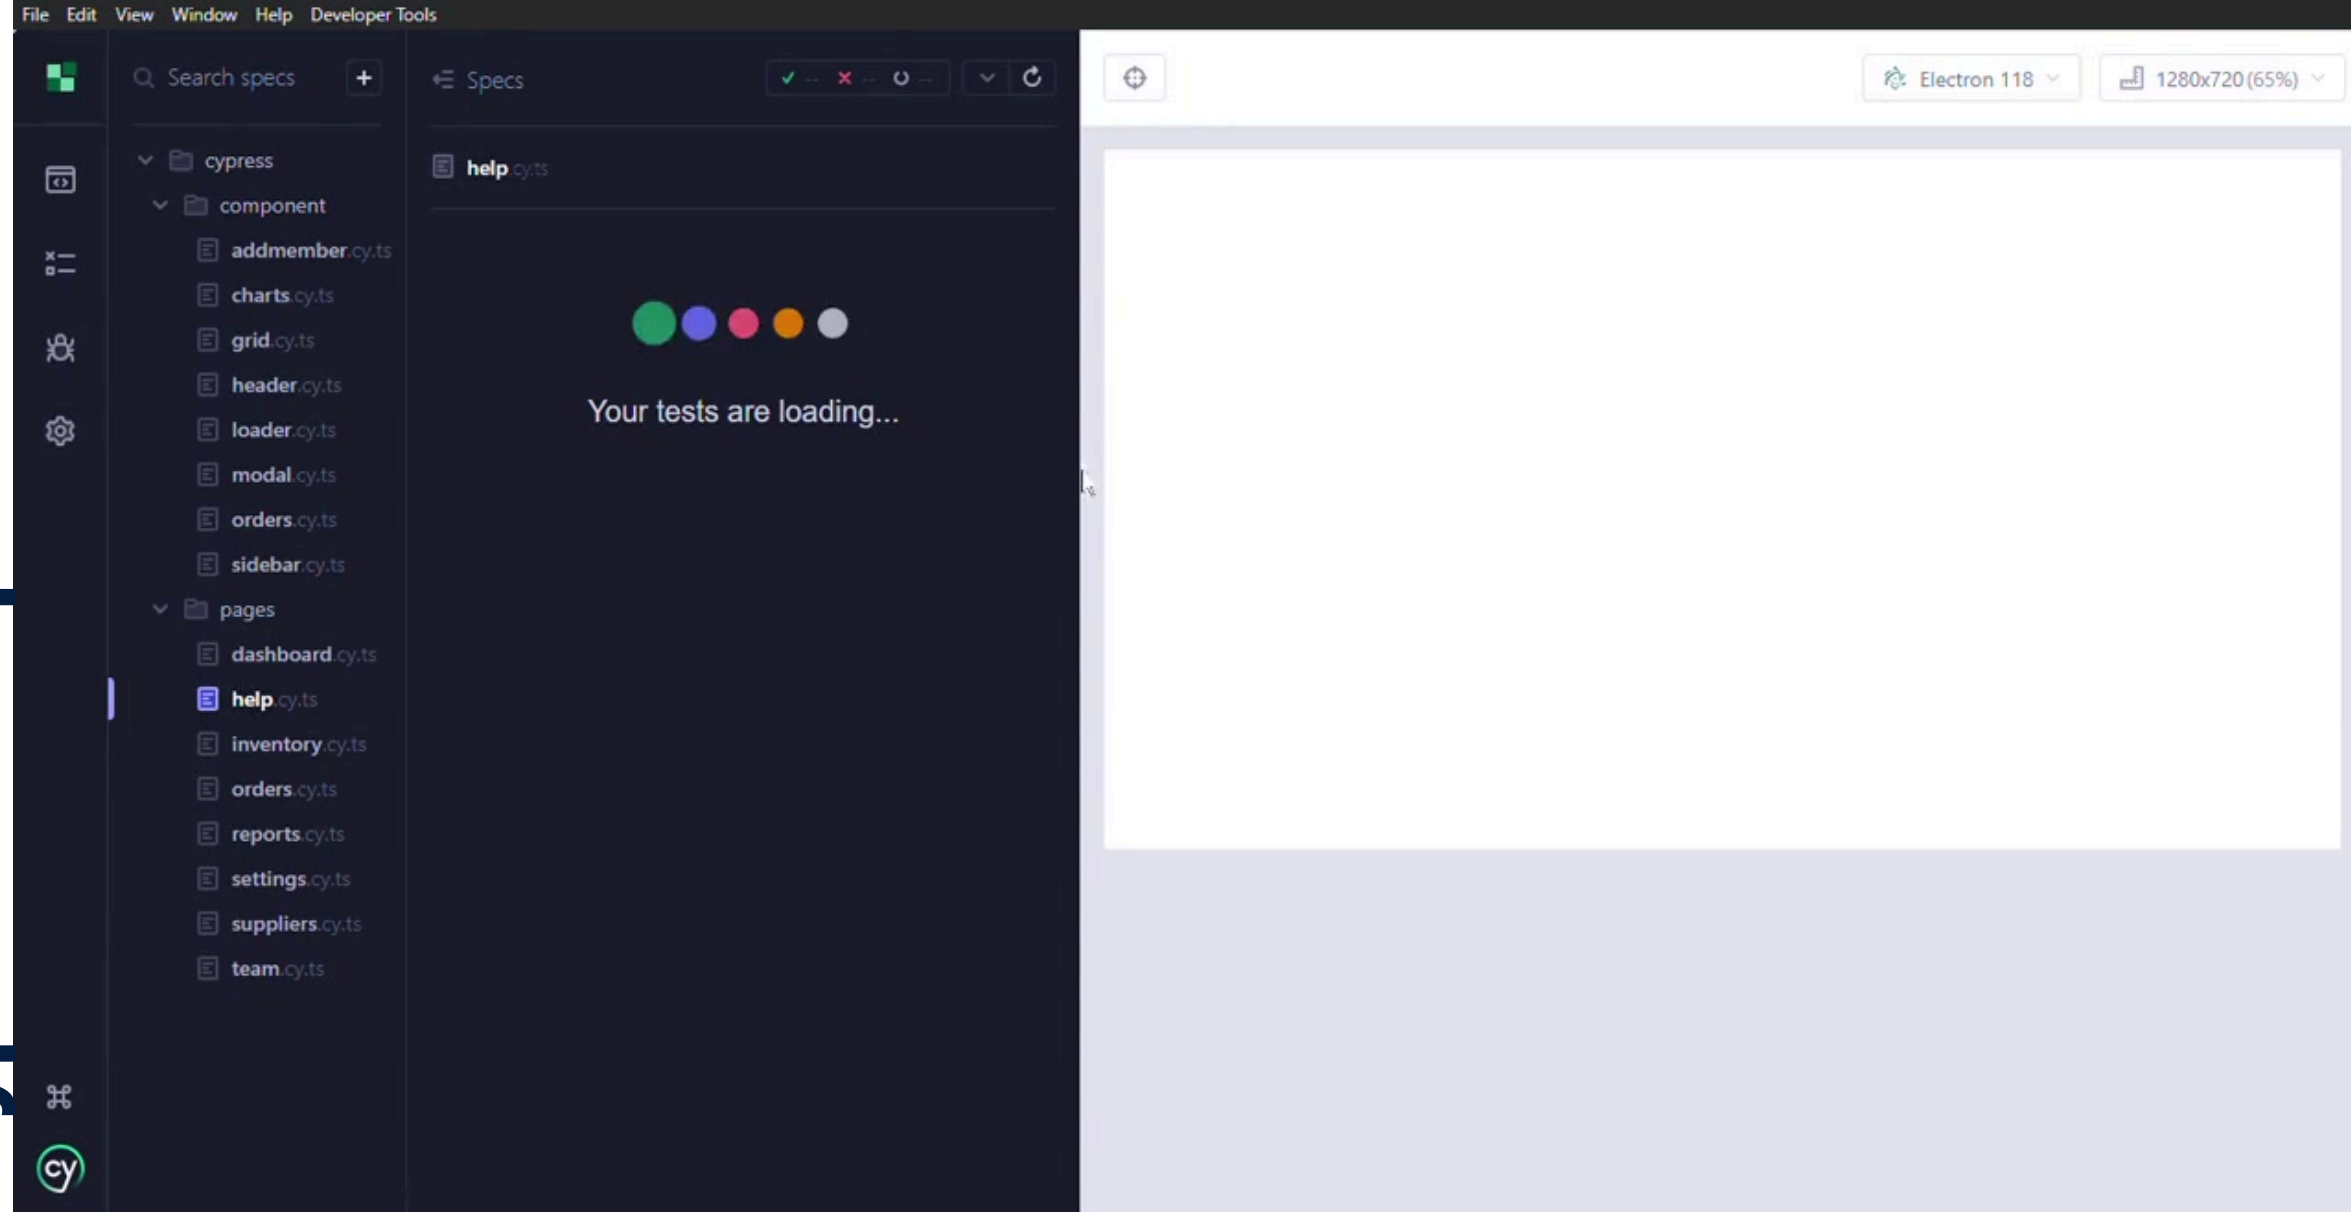 File Edit View Window Help Developer Tools
Search specs +
cypress
component
addmember.cy.ts
charts.cy.ts
grid.cy.ts
header.cy.ts
loader.cy.ts
modal.cy.ts
orders.cy.ts
sidebar.cy.ts
pages
dashboard.cy.ts
help.cy.ts
inventory.cy.ts
orders.cy.ts
reports.cy.ts
settings.cy.ts
suppliers.cy.ts
team.cy.ts
cy
Specs -- -- --
help.cy.ts
Your tests are loading...
Electron 118
1280x720 (65%)